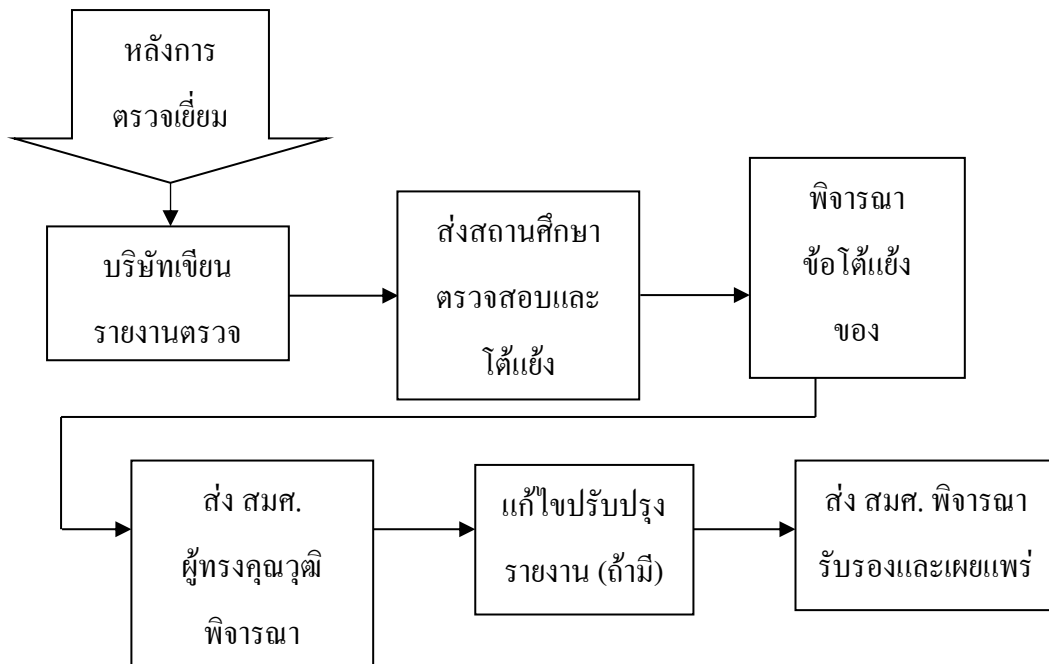 หลังการ
ตรวจเยี่ยม
บริษัทเขียน
รายงานตรวจ
ส่งสถานศึกษา
ตรวจสอบและ
โต้แย้ง
พิจารณา
ข้อโต้แย้ง
ของ
ส่ง สมศ.
ผู้ทรงคุณวุฒิ
พิจารณา
แก้ไขปรับปรุง
รายงาน (ถ้ามี)
ส่ง สมศ. พิจารณา
รับรองและเผยแพร่